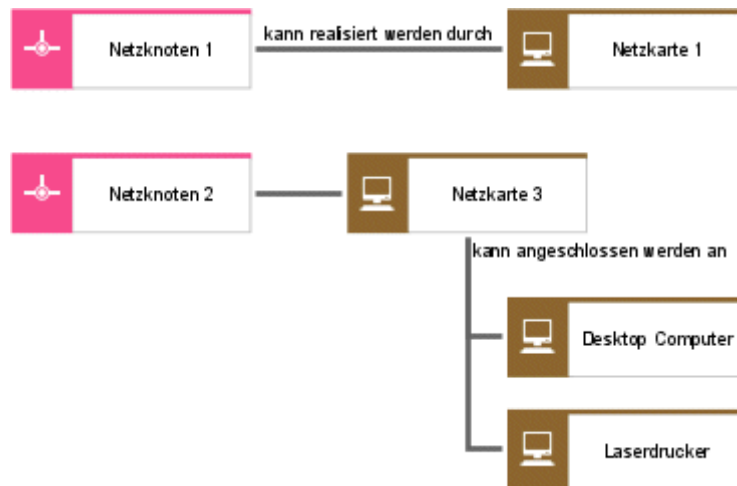 Netzknoten 1
kann realisiert werden durch
Netzkarte 1
Netzknoten 2
Netzkarte 3
kann angeschlossen werden an
Desktop Computer
Laserdrucker